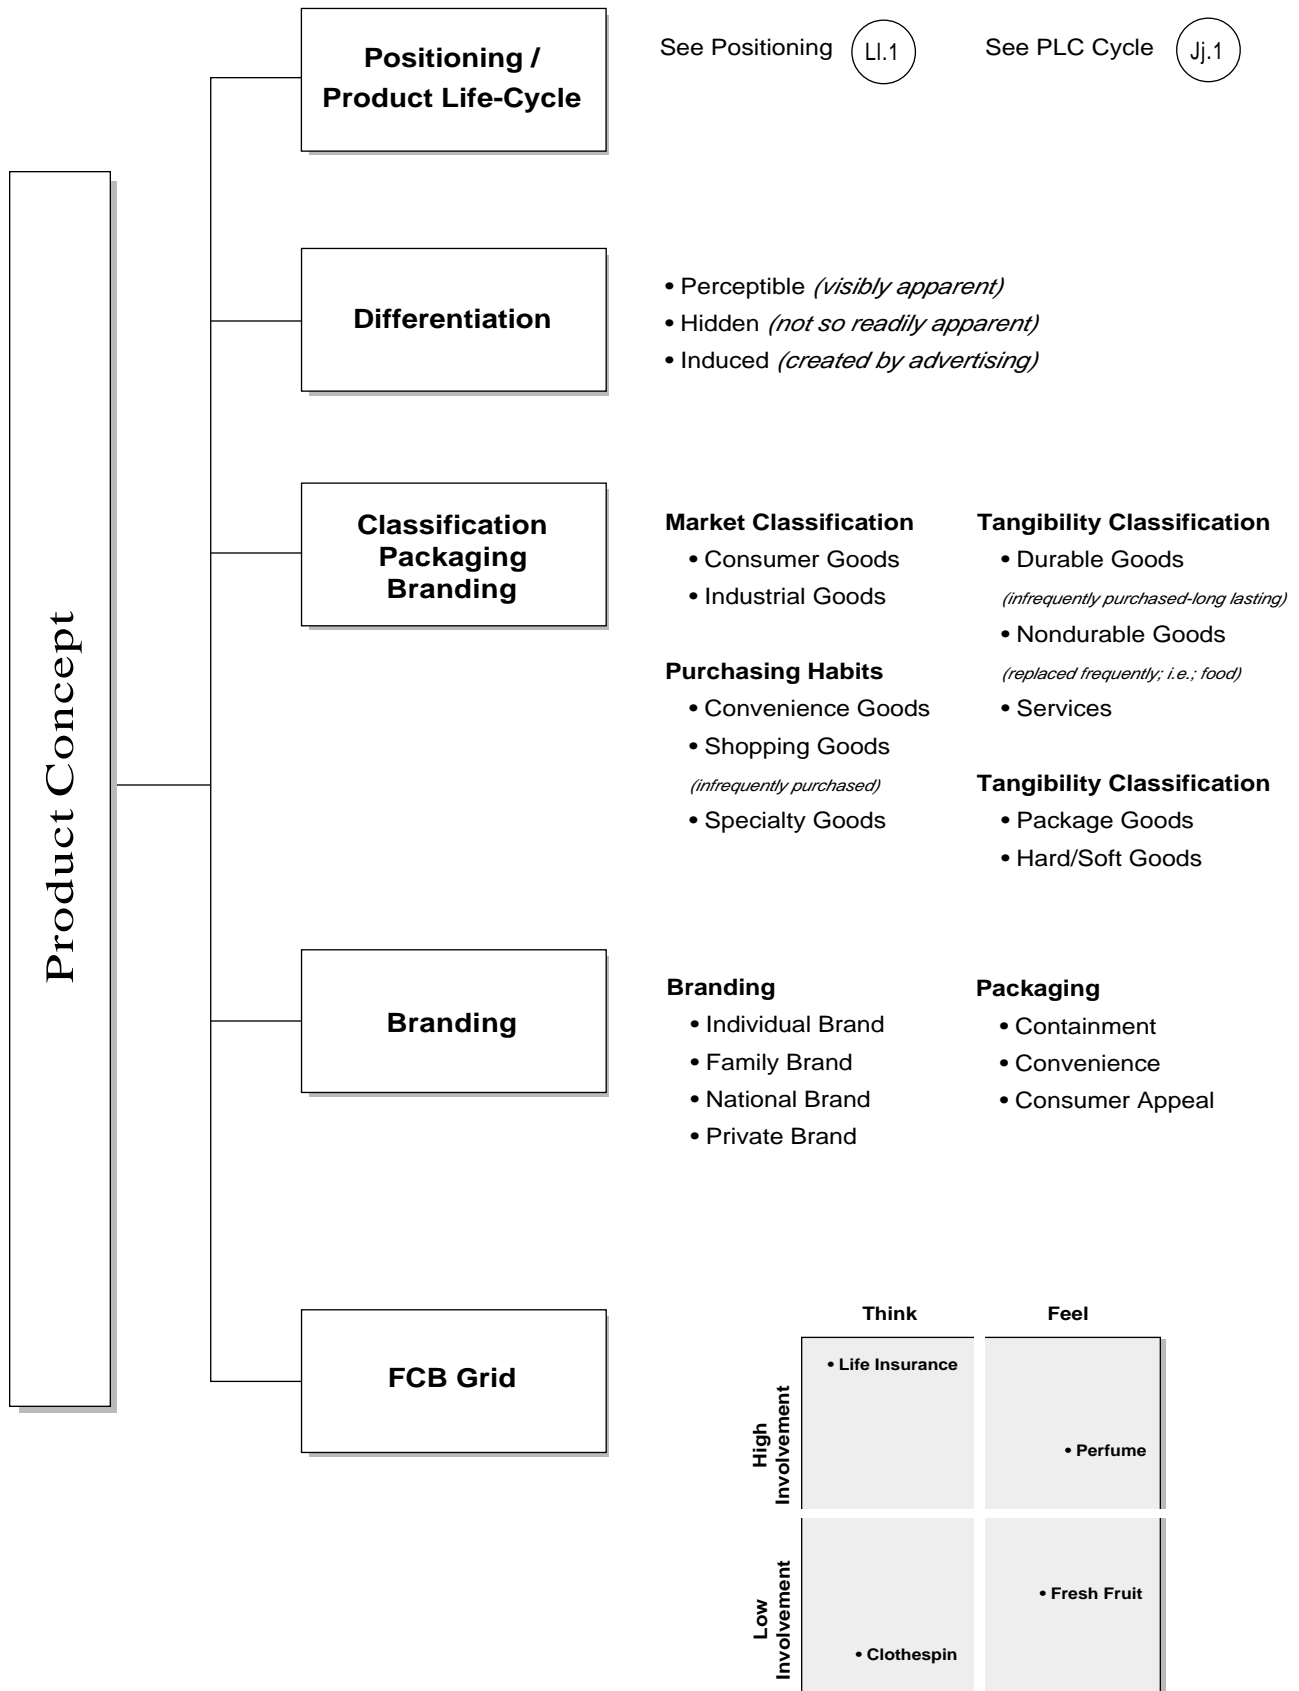 Product Concept
Positioning /
Product Life-Cycle
See Positioning
Ll.1
See PLC Cycle
Jj.1
Differentiation
• Perceptible (visibly apparent)
• Hidden (not so readily apparent)
• Induced (created by advertising)
Classification
Packaging
Branding
Market Classification
• Consumer Goods
• Industrial Goods
Purchasing Habits
• Convenience Goods
• Shopping Goods
(infrequently purchased)
• Specialty Goods
Tangibility Classification
• Durable Goods
(infrequently purchased-long lasting)
• Nondurable Goods
(replaced frequently; i.e.; food)
• Services
Tangibility Classification
• Package Goods
• Hard/Soft Goods
Branding
Branding
• Individual Brand
• Family Brand
• National Brand
• Private Brand
Packaging
• Containment
• Convenience
• Consumer Appeal
FCB Grid
Think
Feel
High
Involvement
• Life Insurance
• Perfume
Low
Involvement
• Fresh Fruit
• Clothespin